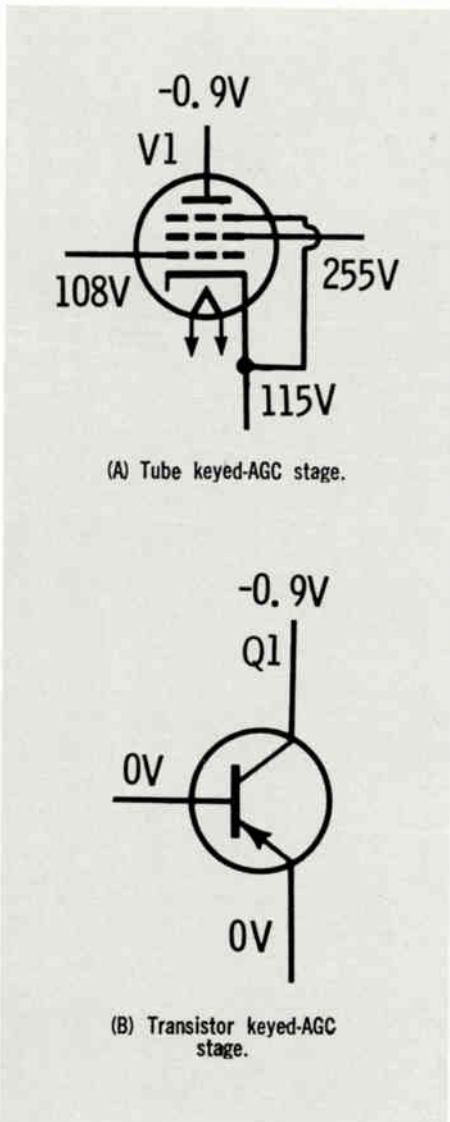 -0.9V
V1
108V
255V
115V
(A) Tube keyed-AGC stage.
-0.9V
Q1
0V
0V
(B) Transistor keyed-AGC
stage.